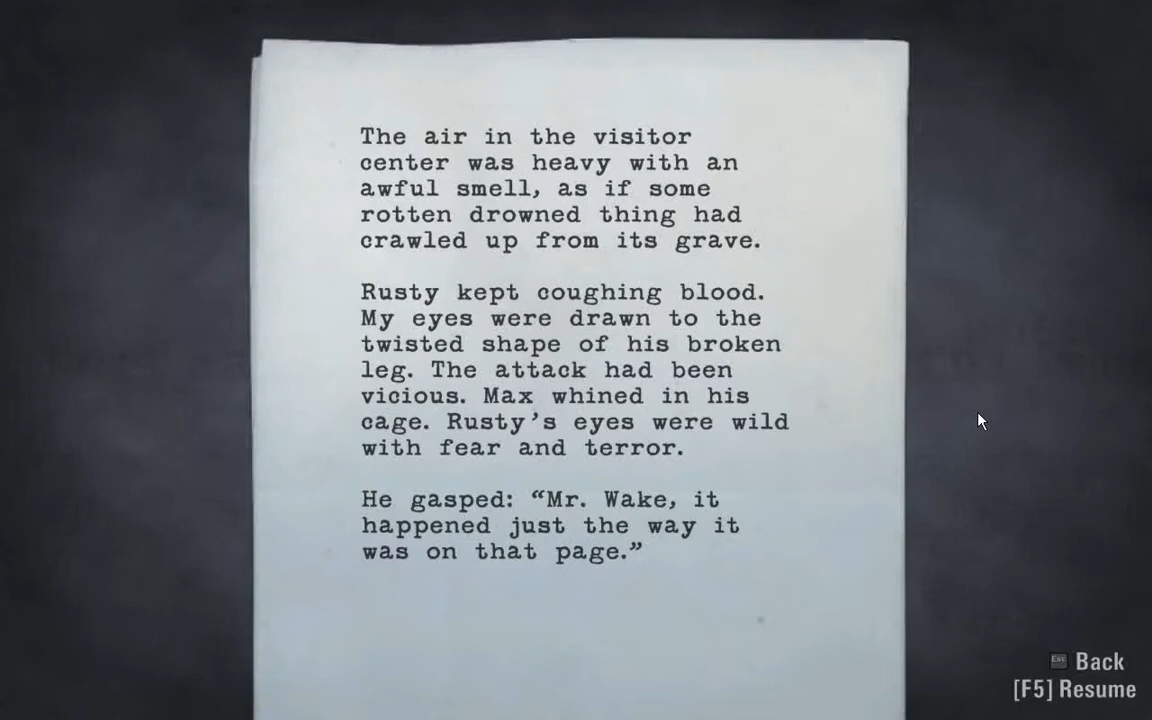 The air in the visitor
center was heavy with an
awful smell, as if some
rotten drowned thing had
crawled up from its grave.
Rusty kept coughing blood.
My eyes were drawn to the
twisted shape of his broken
leg. The attack had been
vicious. Max whined in his
cage. Rusty’s eyes were wild
with fear and terror.
He gasped: “Mr. Wake, it
happened just the way it
was on that page.”
Esc Back
[F5] Resume